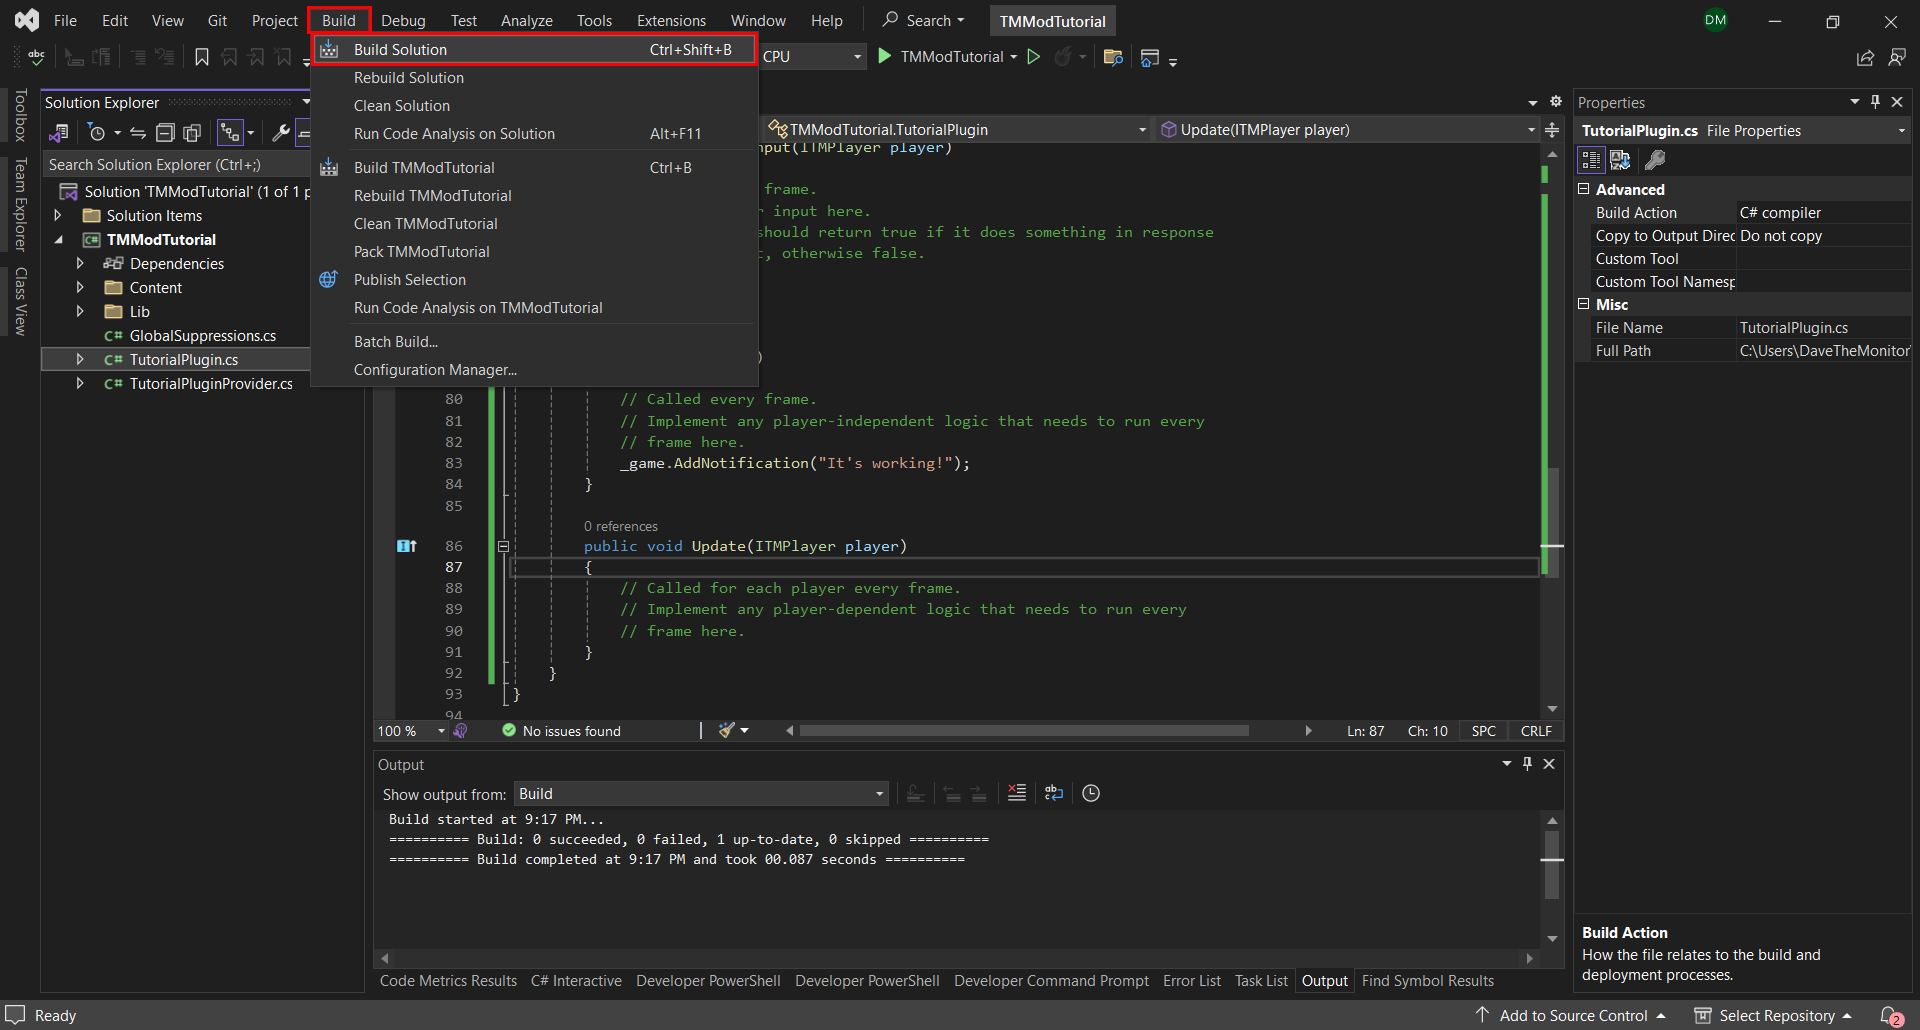 File Edit View Git Project Build Debug Test Analyze Tools Extensions Window Help Search TMModTutorial DM
abc CPU TMModTutorial
Build Solution Ctrl+Shift+B
Rebuild Solution
Clean Solution
Run Code Analysis on Solution Alt+F11
Build TMModTutorial Ctrl+B
Rebuild TMModTutorial
Clean TMModTutorial
Pack TMModTutorial
Publish Selection
Run Code Analysis on TMModTutorial
Batch Build...
Configuration Manager...
Toolbox
Team Explorer
Class View
Solution Explorer
Search Solution Explorer (Ctrl+;)
Solution 'TMModTutorial' (1 of 1 p
Solution Items
C# TMModTutorial
Dependencies
Content
Lib
C# GlobalSuppressions.cs
C# TutorialPlugin.cs
C# TutorialPluginProvider.cs
TMModTutorial.TutorialPlugin Update(ITMPlayer player)
nput(ITMPlayer player)
frame.
r input here.
should return true if it does something in response
, otherwise false.
)
80 // Called every frame.
81 // Implement any player-independent logic that needs to run every
82 // frame here.
83 _game.AddNotification("It's working!");
84 }
85
0 references
86 public void Update(ITMPlayer player)
87 {
88 // Called for each player every frame.
89 // Implement any player-dependent logic that needs to run every
90 // frame here.
91 }
92 }
93 }
94
100 % No issues found Ln: 87 Ch: 10 SPC CRLF
Output
Show output from: Build
Build started at 9:17 PM...
========== Build: 0 succeeded, 0 failed, 1 up-to-date, 0 skipped ==========
========== Build completed at 9:17 PM and took 00.087 seconds ==========
Code Metrics Results C# Interactive Developer PowerShell Developer PowerShell Developer Command Prompt Error List Task List Output Find Symbol Results
Properties
TutorialPlugin.cs File Properties
Advanced
Build Action C# compiler
Copy to Output Direc Do not copy
Custom Tool
Custom Tool Namesp
Misc
File Name TutorialPlugin.cs
Full Path C:\Users\DaveTheMonitor\
Build Action
How the file relates to the build and
deployment processes.
Ready Add to Source Control Select Repository 2